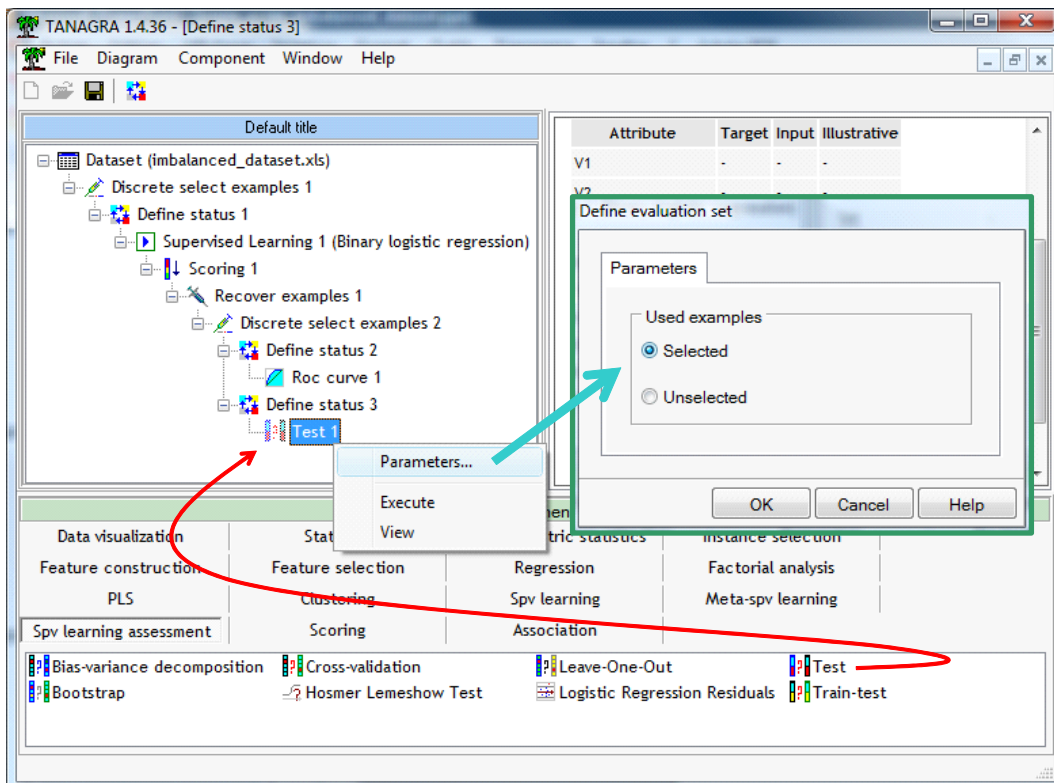 TANAGRA 1.4.36 - [Define status 3]
File Diagram Component Window Help
Default title
Dataset (imbalanced_dataset.xls)
Discrete select examples 1
Define status 1
Supervised Learning 1 (Binary logistic regression)
Scoring 1
Recover examples 1
Discrete select examples 2
Define status 2
Roc curve 1
Define status 3
Test 1
Attribute Target Input Illustrative
V1 - - -
V2
Define evaluation set
Parameters
Used examples
Selected
Unselected
OK Cancel Help
Parameters...
Execute
View
Data visualization
Feature construction Feature selection Regression Factorial analysis
PLS Clustering Spv learning Meta-spv learning
Spv learning assessment Scoring Association
Bias-variance decomposition Cross-validation Leave-One-Out Test
Bootstrap Hosmer Lemeshow Test Logistic Regression Residuals Train-test